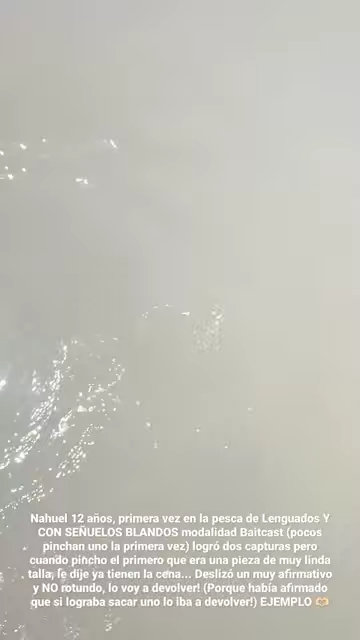 Nahuel 12 años, primera vez en la pesca de Lenguados Y
CON SEÑUELOS BLANDOS modalidad Baitcast (pocos
pinchan uno la primera vez) logró dos capturas pero
cuando pincho el primero que era una pieza de muy linda
talla, le dije ya tienen la cena... Deslizó un muy afirmativo
y NO rotundo, lo voy a devolver! (Porque había afirmado
que si lograba sacar uno lo iba a devolver!) EJEMPLO 🫶🏼